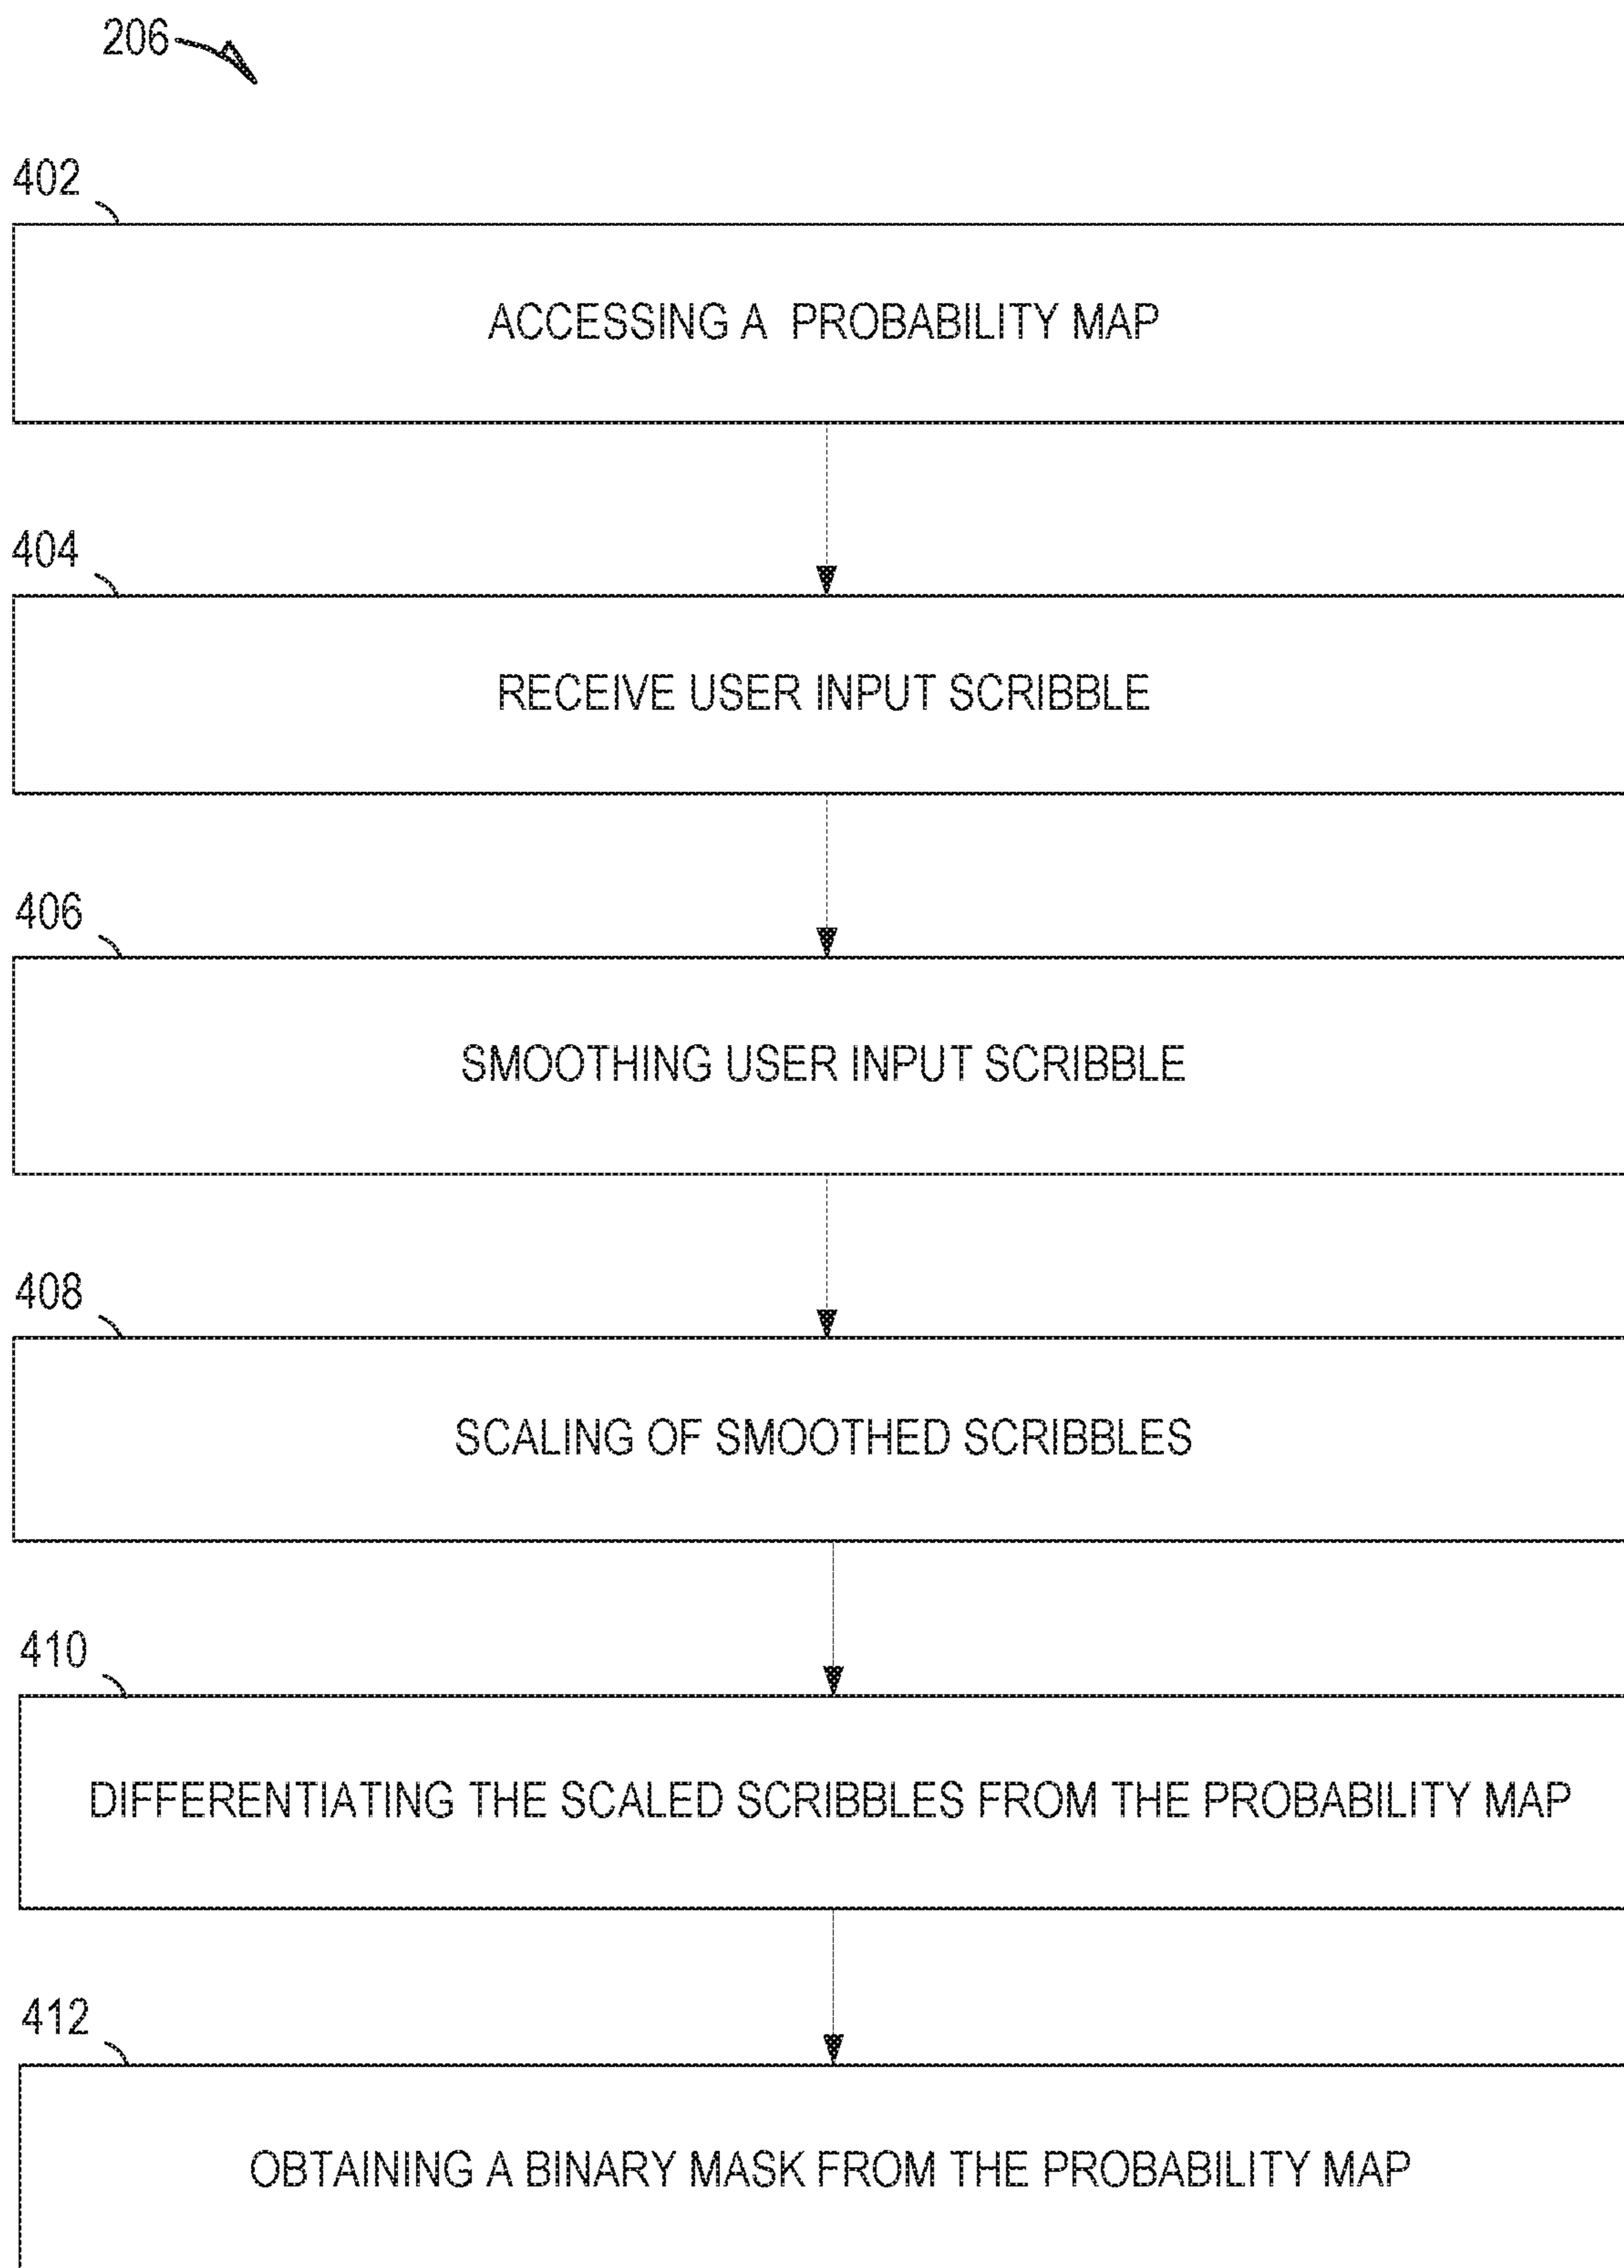 206
402
ACCESSING A PROBABILITY MAP
404
RECEIVE USER INPUT SCRIBBLE
406
SMOOTHING USER INPUT SCRIBBLE
408
SCALING OF SMOOTHED SCRIBBLES
410
DIFFERENTIATING THE SCALED SCRIBBLES FROM THE PROBABILITY MAP
412
OBTAINING A BINARY MASK FROM THE PROBABILITY MAP